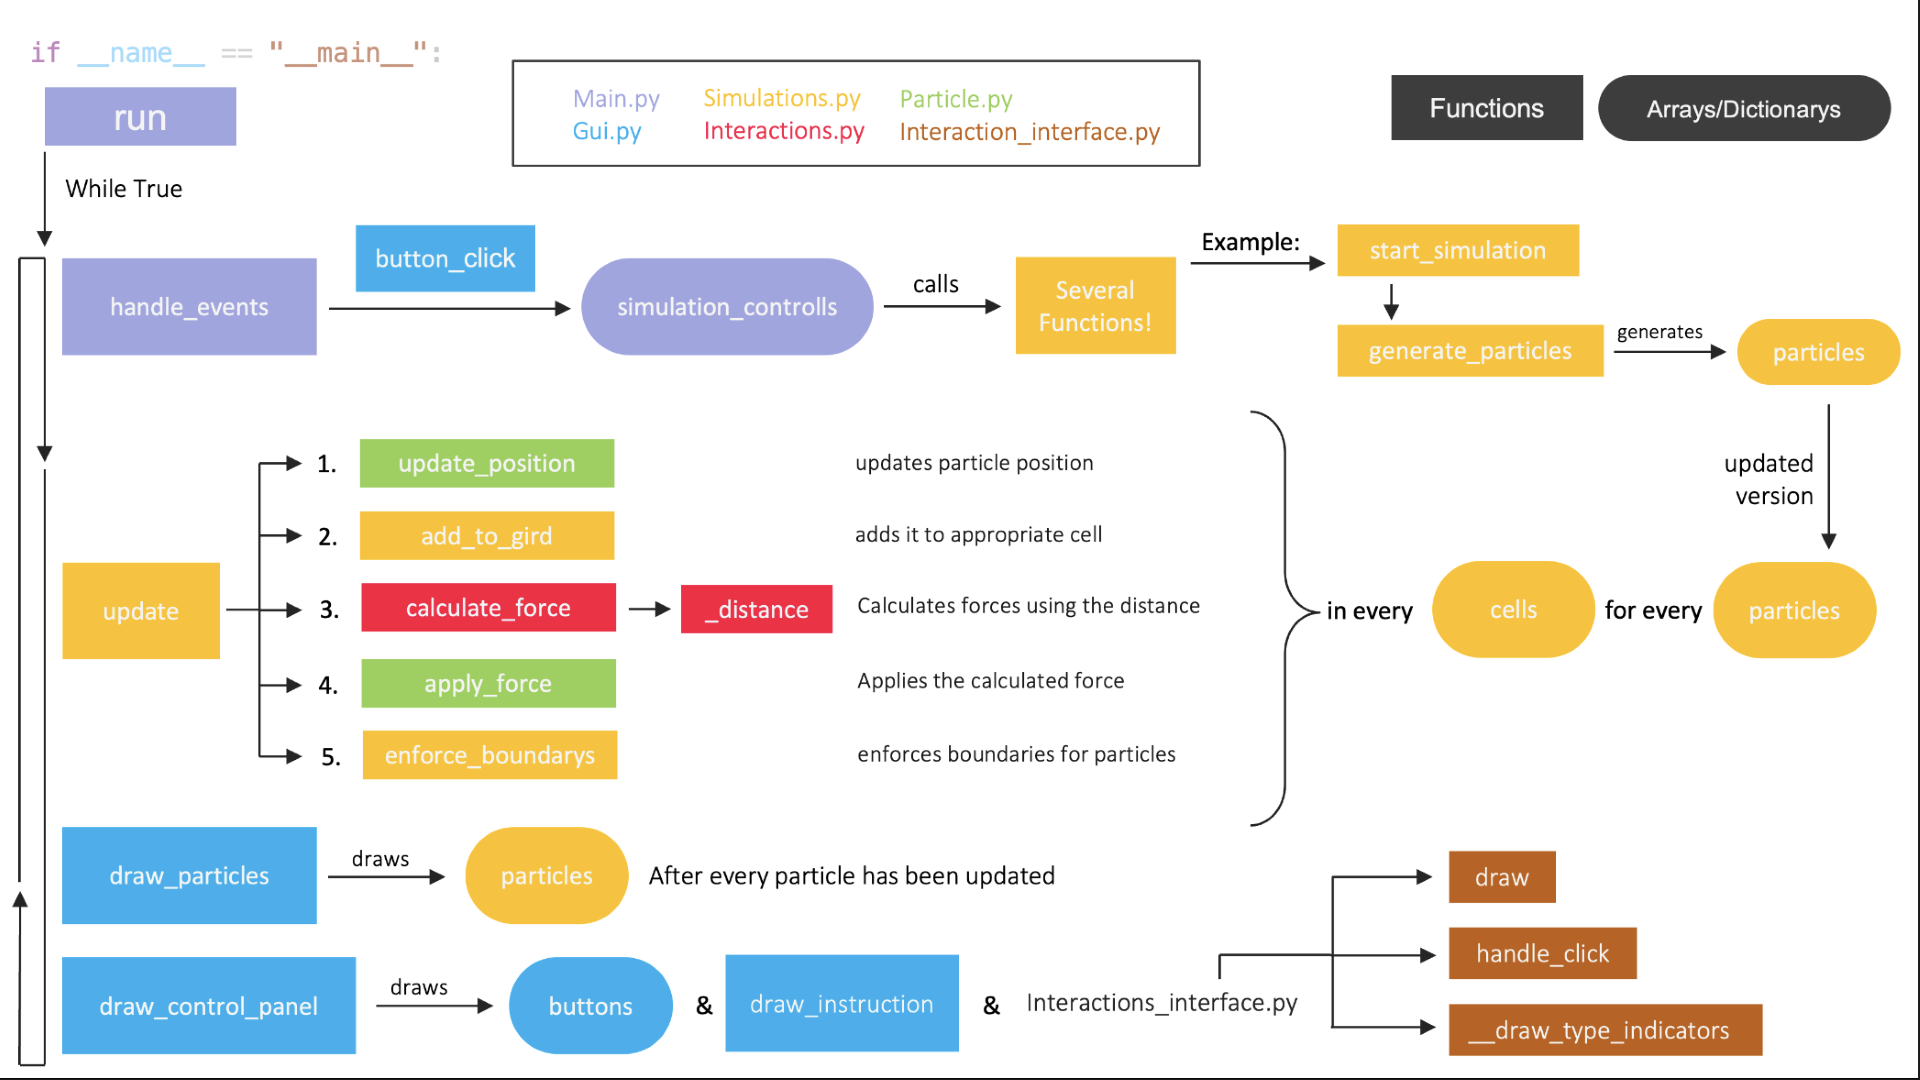 if __name__ == "__main__":
run
While True
Main.py Simulations.py Particle.py
Gui.py Interactions.py Interaction_interface.py
Functions
Arrays/Dictionarys
handle_events
button_click
simulation_controlls
calls
Several
Functions!
Example:
start_simulation
generate_particles
generates
particles
updated
version
update
1. update_position
updates particle position
2. add_to_gird
adds it to appropriate cell
3. calculate_force
_distance
Calculates forces using the distance
4. apply_force
Applies the calculated force
5. enforce_boundarys
enforces boundaries for particles
in every
cells
for every
particles
draw_particles
draws
particles
After every particle has been updated
draw_control_panel
draws
buttons
&
draw_instruction
&
Interactions_interface.py
draw
handle_click
__draw_type_indicators